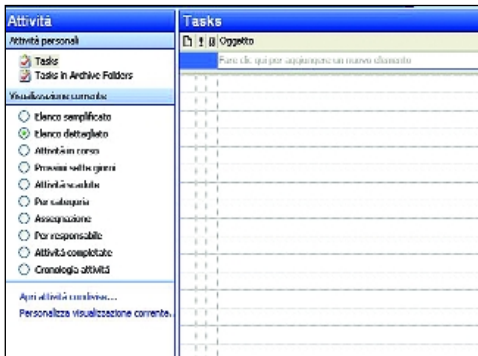 Attività
Tasks
Attività personali
Oggetto
Tasks
Fare clic qui per aggiungere un nuovo elemento
Tasks in Archive Folders
Visualizzazione corrente
Elenco semplificato
Elenco dettagliato
Attività in corso
Prossimi sette giorni
Attività scadute
Per categoria
Assegnazione
Per responsabile
Attività completate
Cronologia attività
Apri attività condivise...
Personalizza visualizzazione corrente..